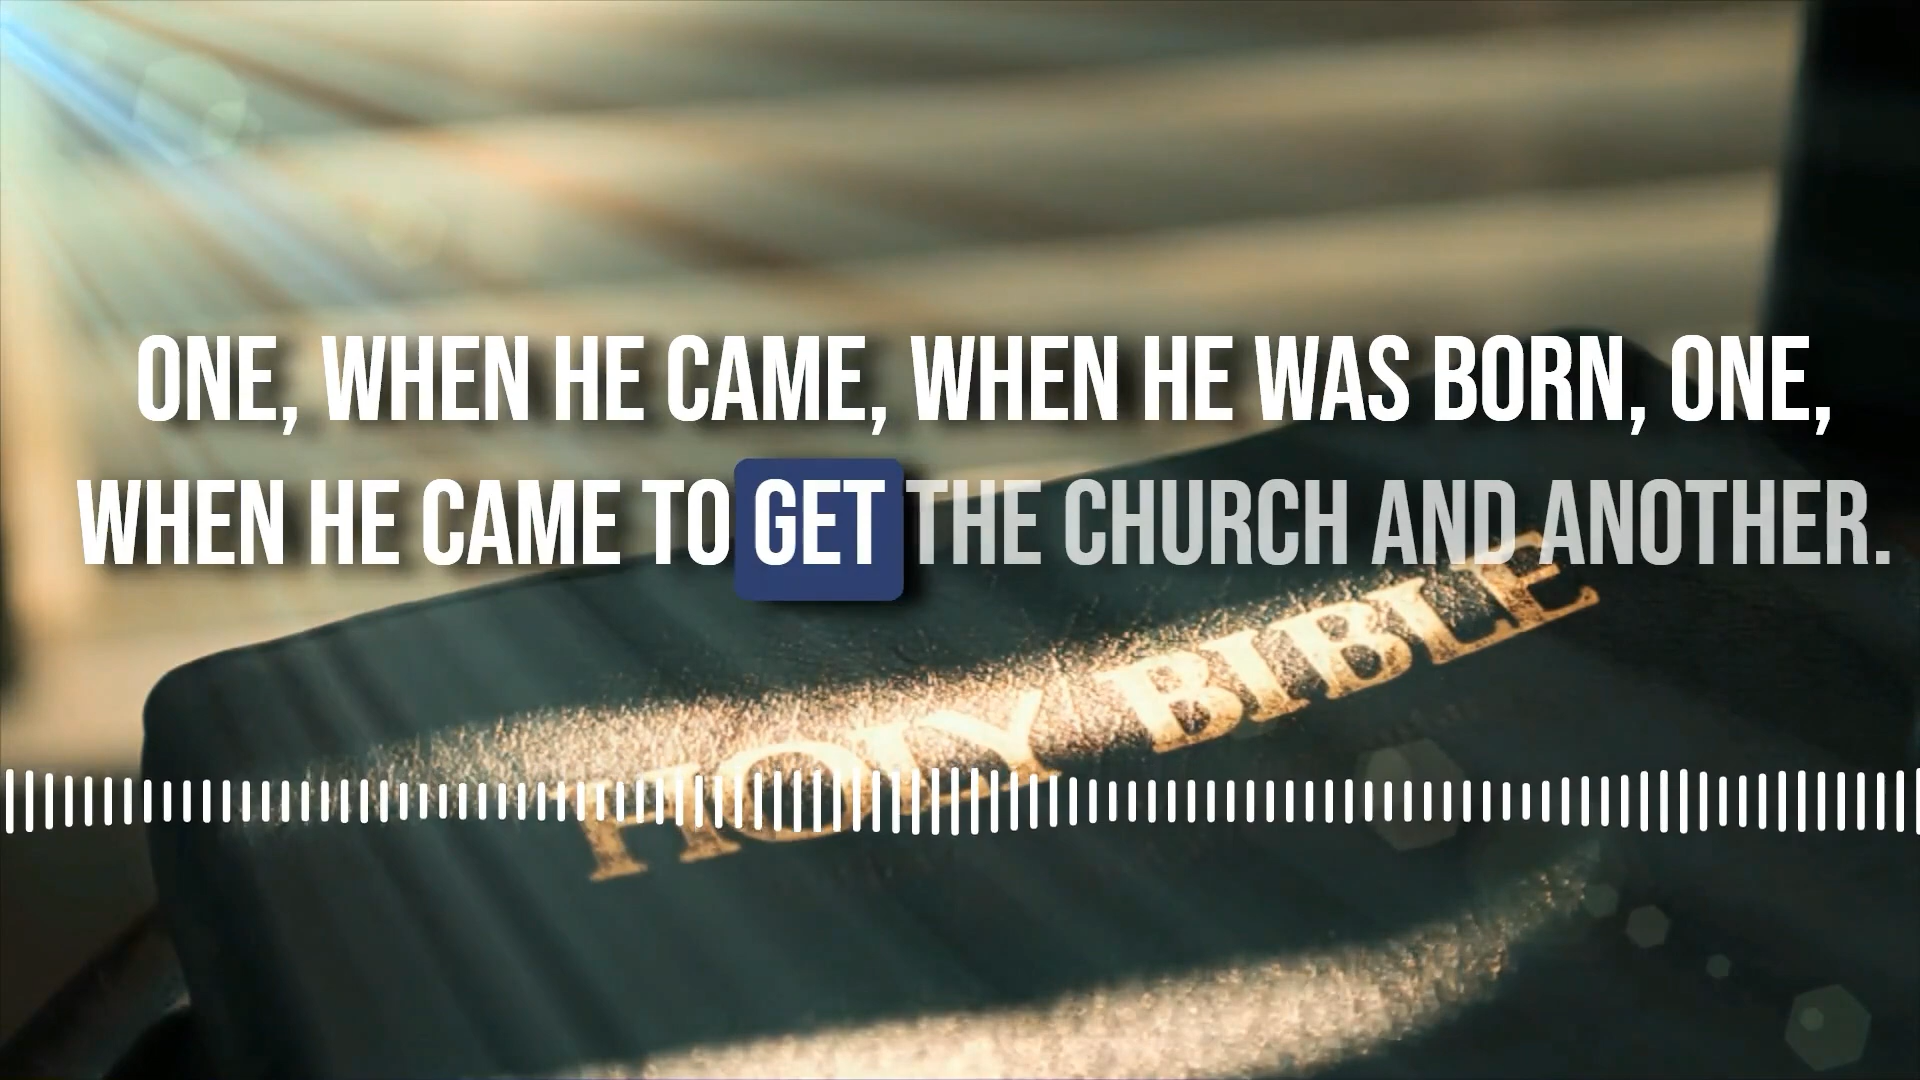 ONE, WHEN HE CAME, WHEN HE WAS BORN, ONE,
WHEN HE CAME TO GET THE CHURCH AND ANOTHER.
HOLY BIBLE